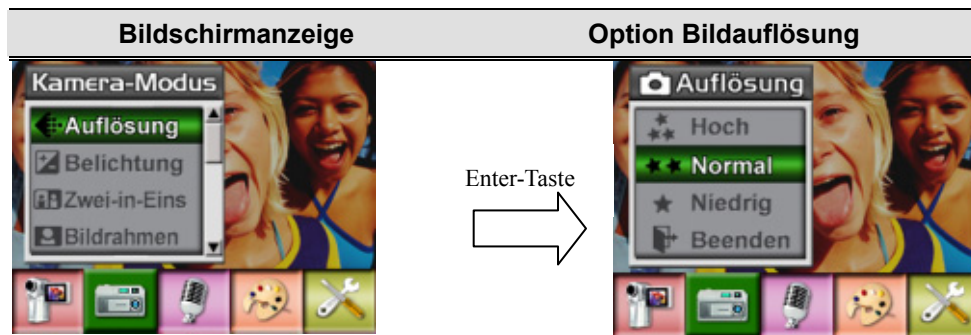 Bildschirmanzeige
Option Bildauflösung
Kamera-Modus
Auflösung
Belichtung
Zwei-in-Eins
Bildrahmen
Enter-Taste
Auflösung
Hoch
Normal
Niedrig
Beenden